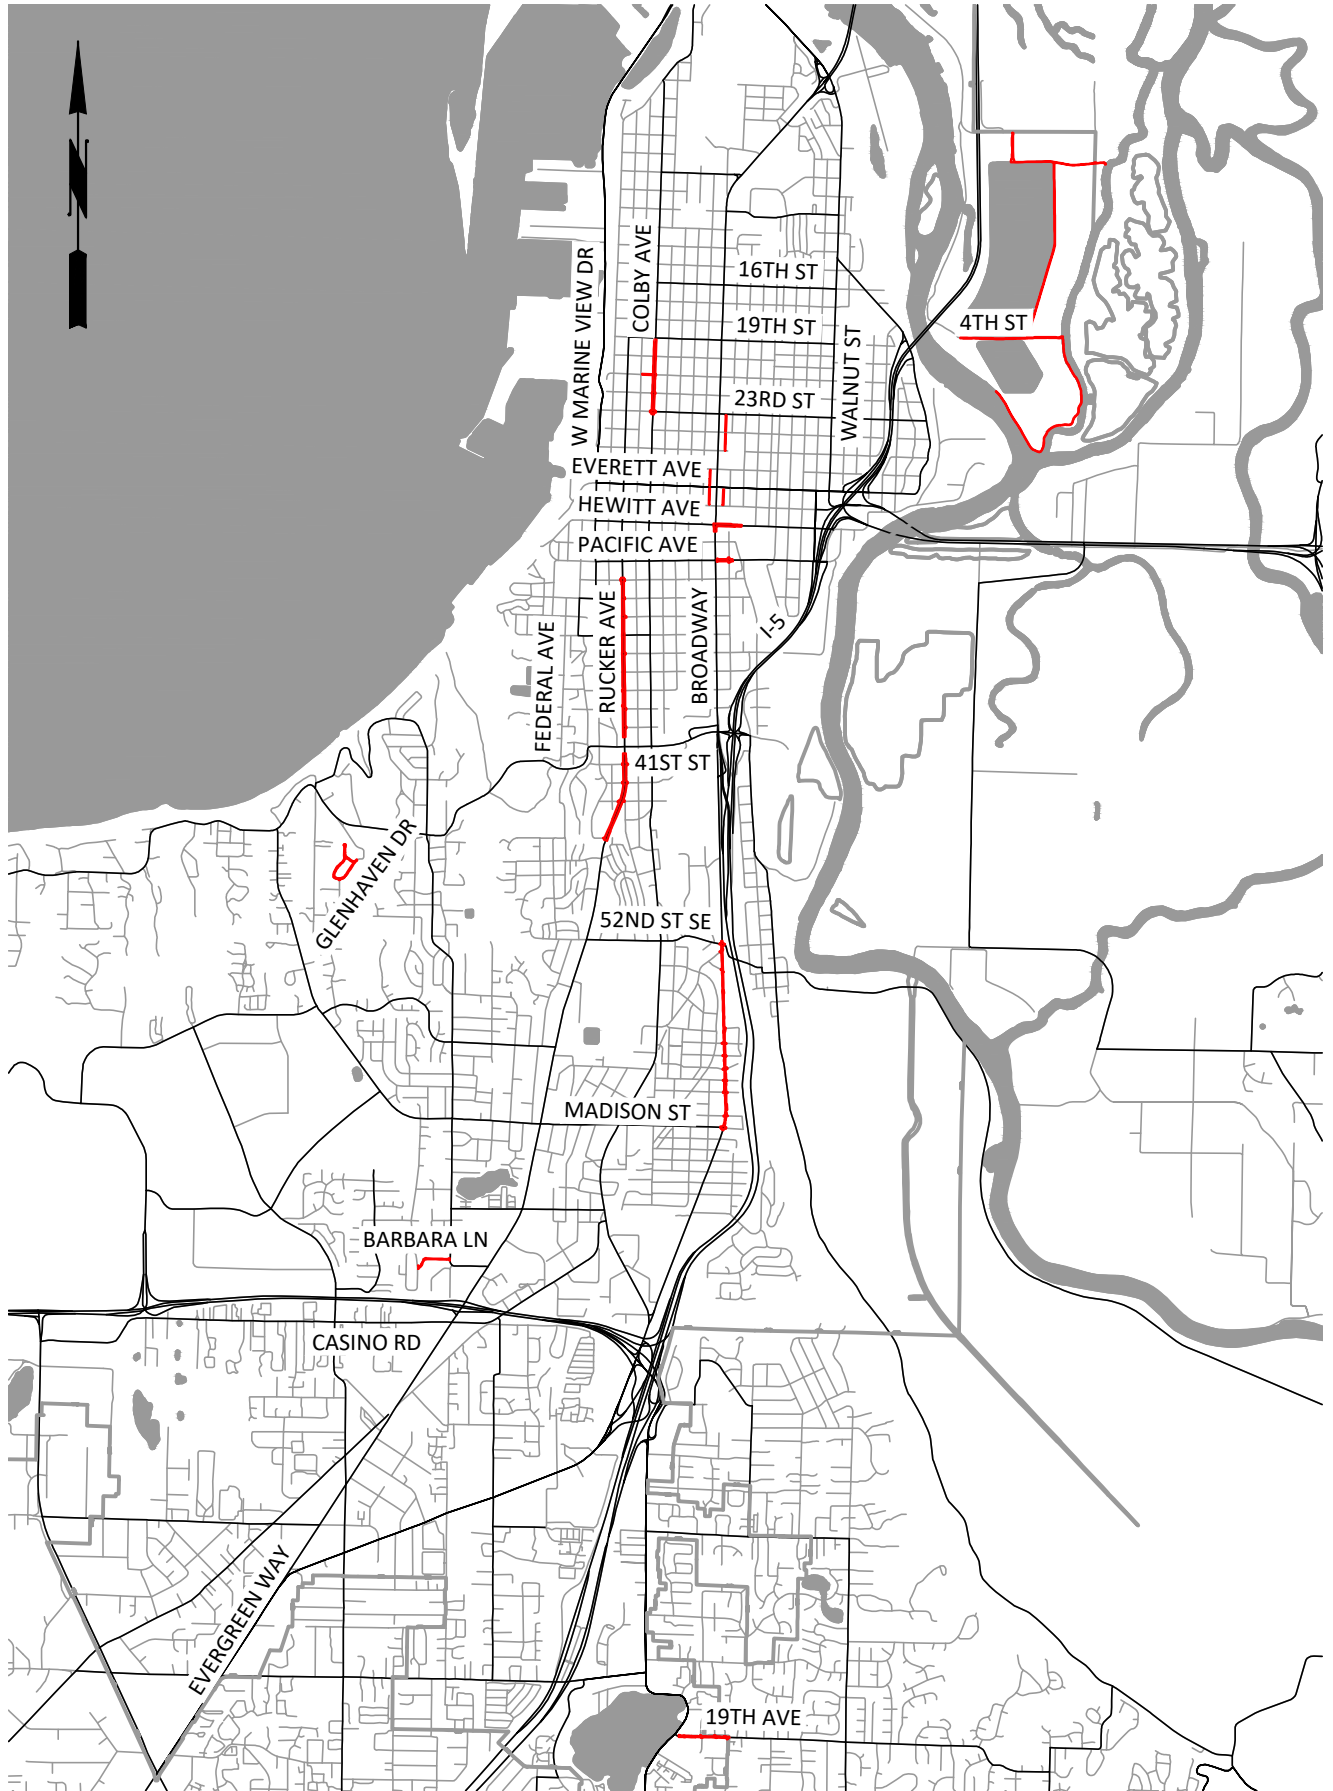 N
W MARINE VIEW DR
COLBY AVE
16TH ST
19TH ST
4TH ST
WALNUT ST
23RD ST
EVERETT AVE
HEWITT AVE
PACIFIC AVE
FEDERAL AVE
RUCKER AVE
BROADWAY
I-5
41ST ST
GLENHAVEN DR
52ND ST SE
MADISON ST
BARBARA LN
CASINO RD
EVERGREEN WAY
19TH AVE